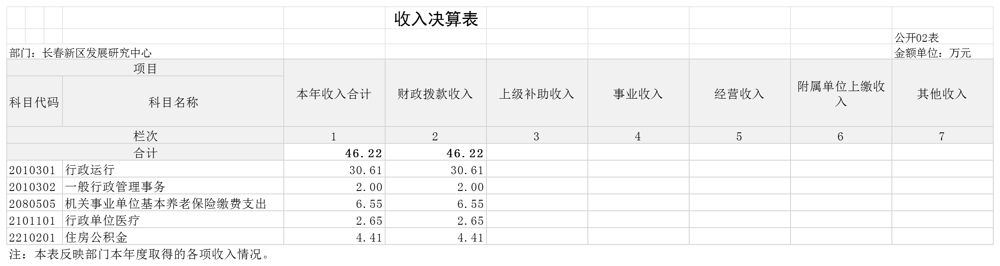 收入决算表
公开02表
部门：长春新区发展研究中心 金额单位：万元
项目
科目代码 科目名称 本年收入合计 财政拨款收入 上级补助收入 事业收入 经营收入 附属单位上缴收入 其他收入
栏次 1 2 3 4 5 6 7
合计 46.22 46.22
2010301 行政运行 30.61 30.61
2010302 一般行政管理事务 2.00 2.00
2080505 机关事业单位基本养老保险缴费支出 6.55 6.55
2101101 行政单位医疗 2.65 2.65
2210201 住房公积金 4.41 4.41
注：本表反映部门本年度取得的各项收入情况。